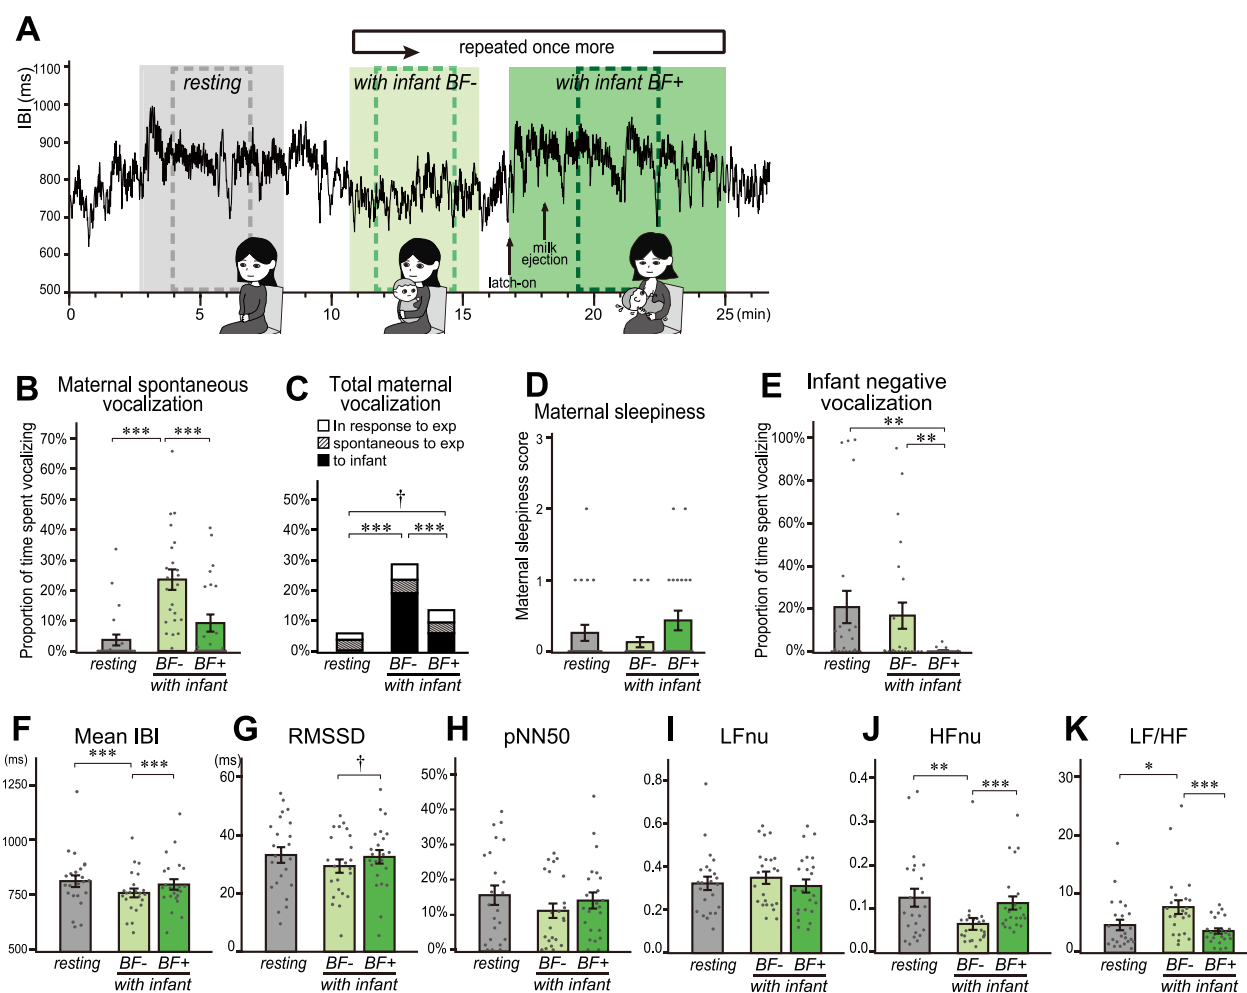 A
repeated once more
IBI (ms)
1100
1000
900
800
700
600
500
resting
with infant BF-
with infant BF+
milk
ejection
latch-on
0
5
10
15
20
25 (min)
B
Maternal spontaneous
vocalization
Proportion of time spent vocalizing
70%
60%
50%
40%
30%
20%
10%
0%
*** ***
resting BF- BF+
with infant
C
Total maternal
vocalization
In response to exp
spontaneous to exp
to infant
50%
40%
30%
20%
10%
0%
†
*** ***
resting BF- BF+
with infant
D
Maternal sleepiness
Maternal sleepiness score
3
2
1
0
resting BF- BF+
with infant
E
Infant negative
vocalization
Proportion of time spent vocalizing
100%
80%
60%
40%
20%
0%
**
**
resting BF- BF+
with infant
F
Mean IBI
(ms)
1250
1000
750
500
*** ***
resting BF- BF+
with infant
G
RMSSD
(ms)
60
40
20
0
†
resting BF- BF+
with infant
H
pNN50
50%
40%
30%
20%
10%
0%
resting BF- BF+
with infant
I
LFnu
0.8
0.6
0.4
0.2
0.0
resting BF- BF+
with infant
J
HFnu
0.4
0.3
0.2
0.1
0.0
** ***
resting BF- BF+
with infant
K
LF/HF
30
20
10
0
* ***
resting BF- BF+
with infant